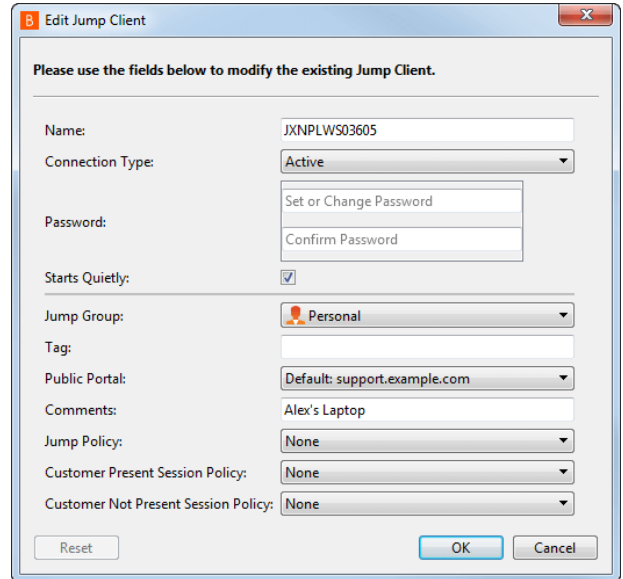 B Edit Jump Client
Please use the fields below to modify the existing Jump Client.
Name: JXNPLWS03605
Connection Type: Active
Set or Change Password
Password:
Confirm Password
Starts Quietly:
Jump Group: Personal
Tag:
Public Portal: Default: support.example.com
Comments: Alex's Laptop
Jump Policy: None
Customer Present Session Policy: None
Customer Not Present Session Policy: None
Reset OK Cancel